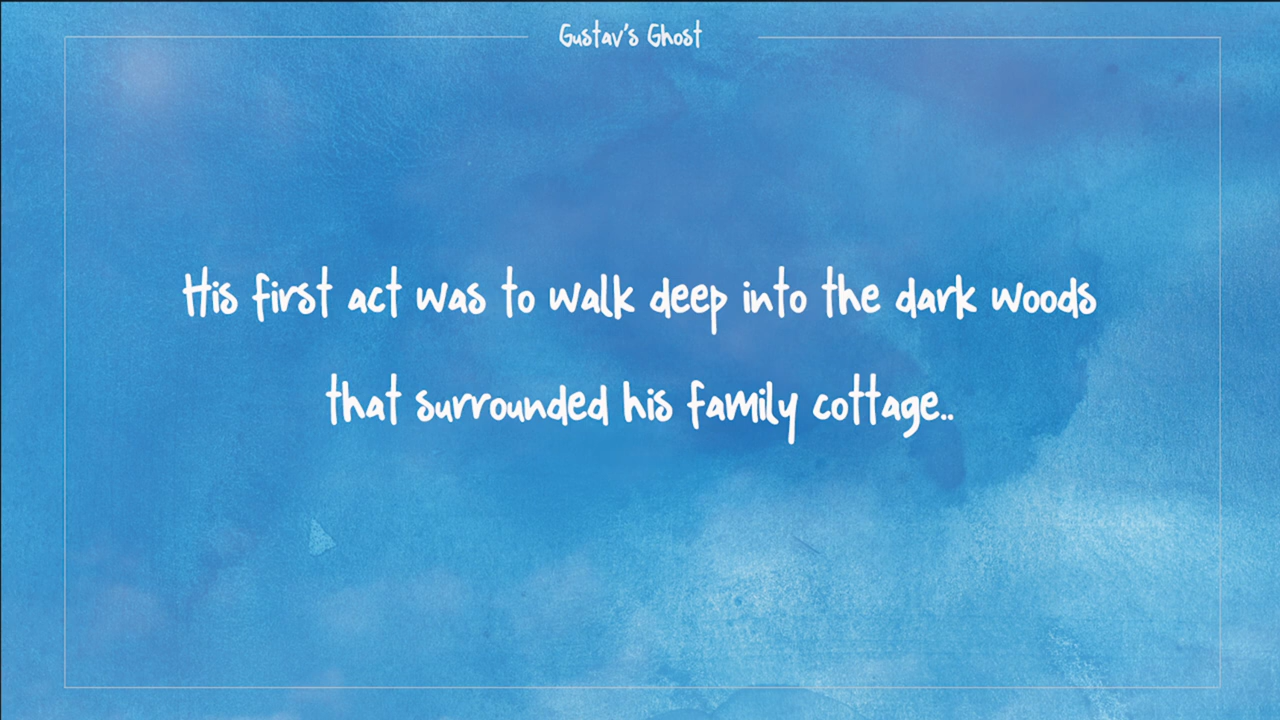 Gustav's Ghost
His first act was to walk deep into the dark woods
that surrounded his family cottage..